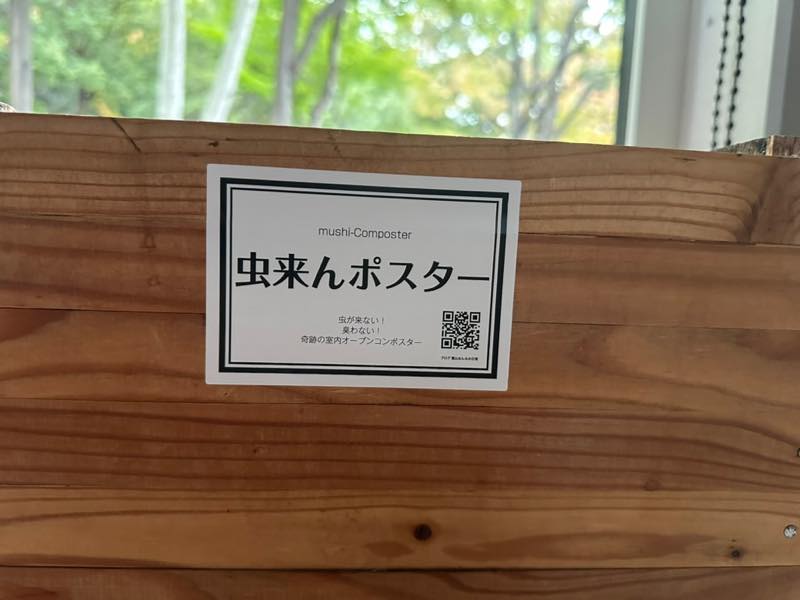 mushi-Composter
虫来んポスター
虫が来ない！
臭わない！
奇跡の室内オープンコンポスター